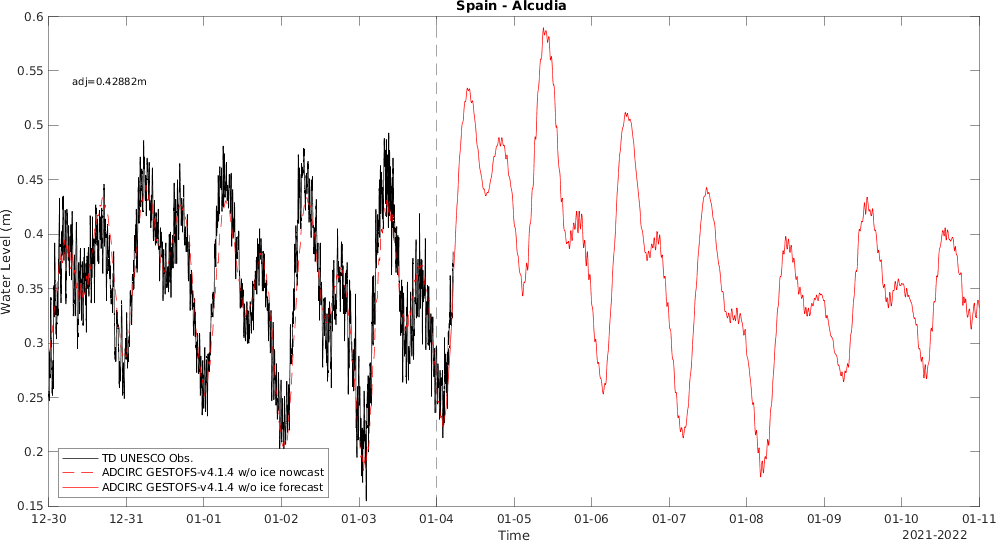 Spain - Alcudia
0.6
0.55
adj=0.42882m
0.5
0.45
0.4
0.35
0.3
0.25
0.2
0.15
Water Level (m)
TD UNESCO Obs.
ADCIRC GESTOFS-v4.1.4 w/o ice nowcast
ADCIRC GESTOFS-v4.1.4 w/o ice forecast
12-30 12-31 01-01 01-02 01-03 01-04 01-05 01-06 01-07 01-08 01-09 01-10 01-11
Time
2021-2022